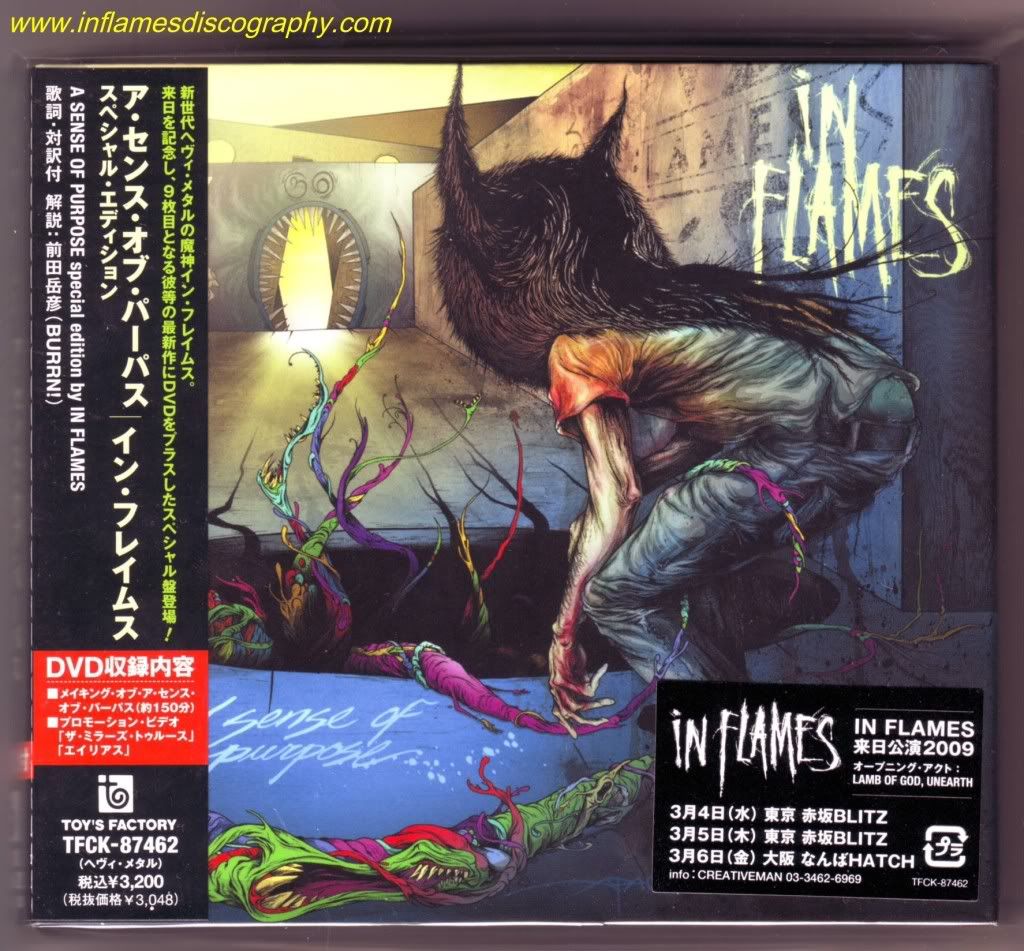 www.inflamesdiscography.com
新世代ヘヴィ・メタルの魔神イン・フレイムス。
来日を記念し、9枚目となる彼等の最新作にDVDをプラスしたスペシャル盤登場!
ア・センス・オブ・パーパス|イン・フレイムス
スペシャル・エディション
A SENSE OF PURPOSE special edition by IN FLAMES
歌詞・対訳付 解説:前田岳彦(BURRN!)
DVD収録内容
■メイキング・オブ・ア・センス・
オブ・パーパス(約150分)
■プロモーション・ビデオ
「ザ・ミラーズ・トゥルース」
「エイリアス」
TOY'S FACTORY
TFCK-87462
(ヘヴィ・メタル)
税込¥3,200
(税抜価格¥3,048)
IN
FLAMES
a sense of
purpose
IN FLAMES
IN FLAMES
来日公演2009
オープニング・アクト:
LAMB OF GOD, UNEARTH
3月4日(水) 東京 赤坂BLITZ
3月5日(木) 東京 赤坂BLITZ
3月6日(金) 大阪 なんばHATCH
info:CREATIVEMAN 03-3462-6969
プラ
TFCK-87462